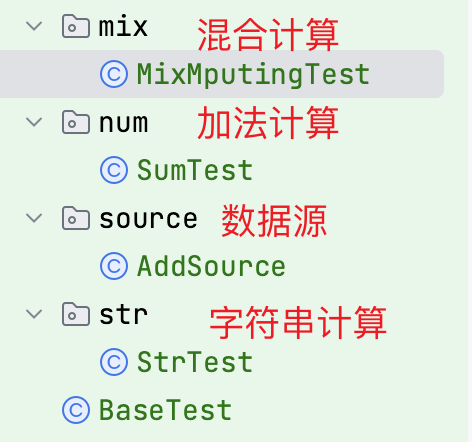 mix 混合计算
MixMputingTest
num 加法计算
SumTest
source 数据源
AddSource
str 字符串计算
StrTest
BaseTest